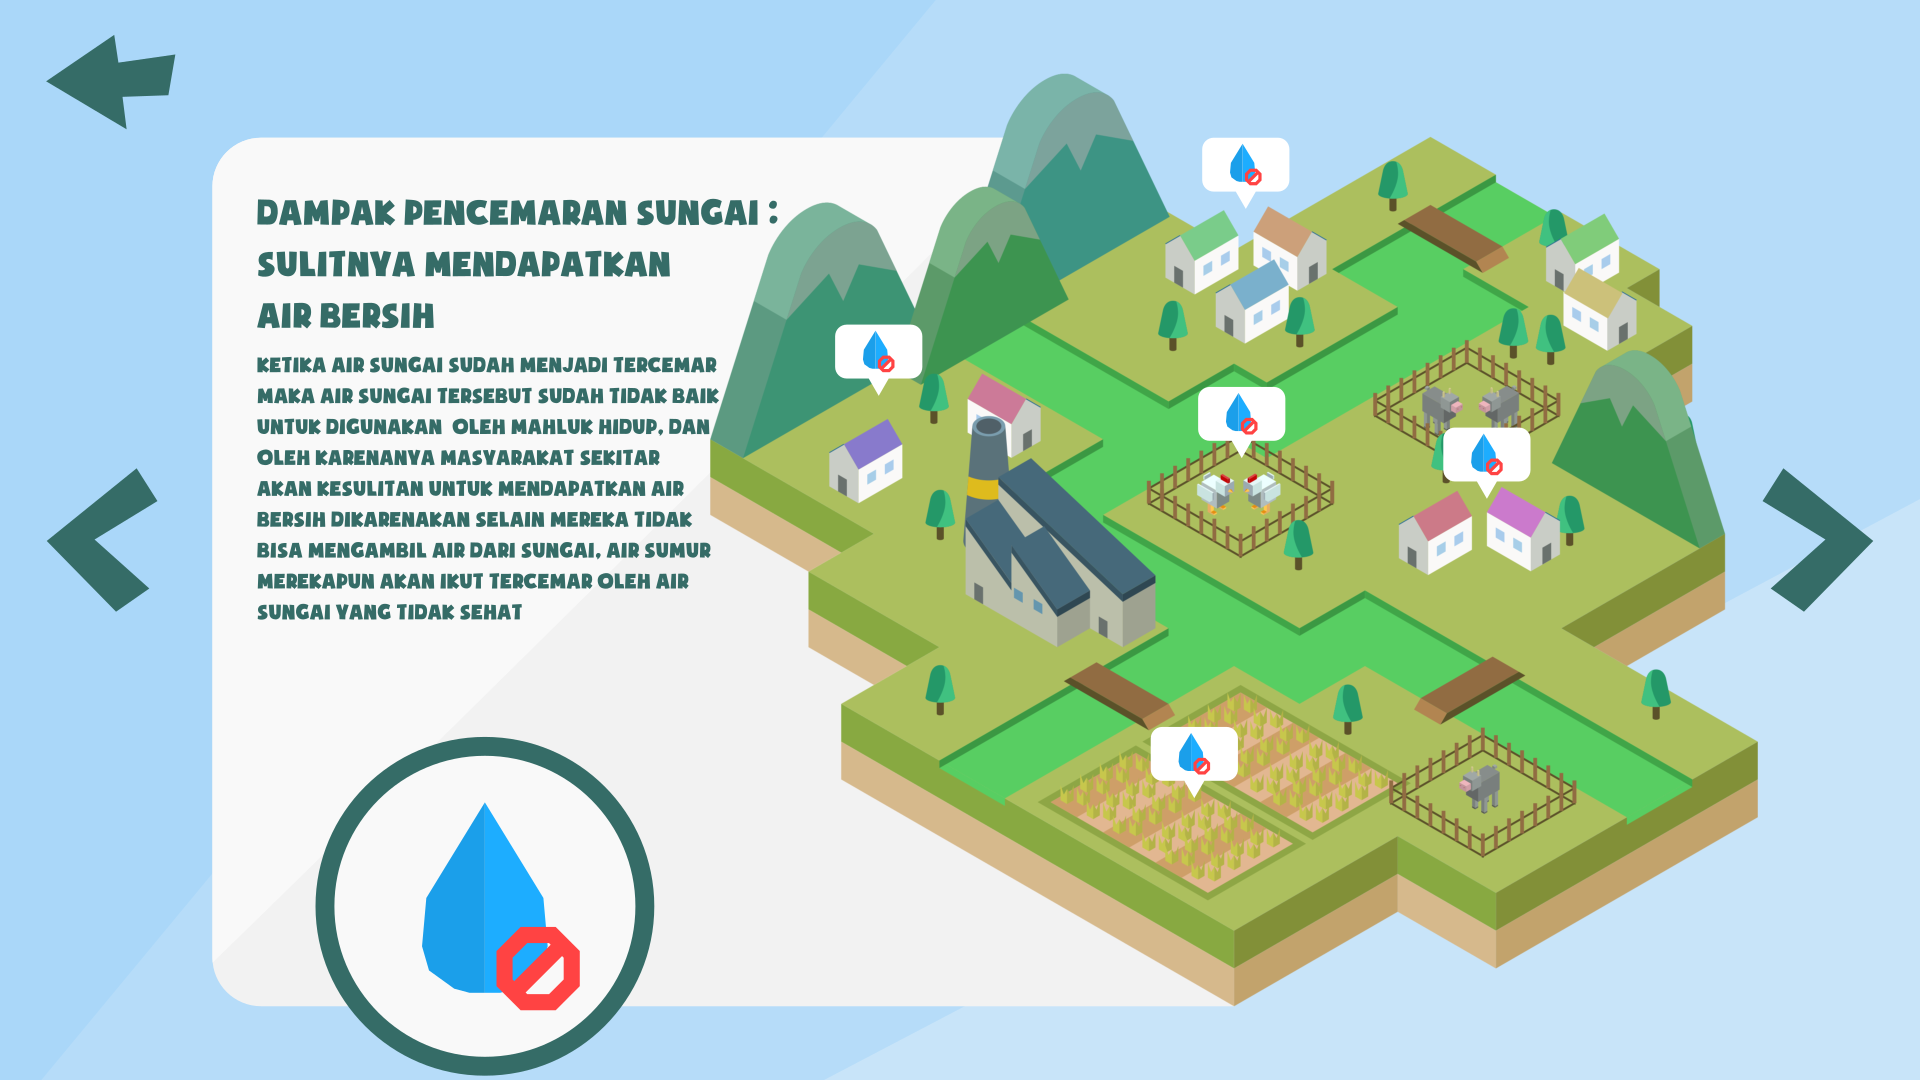 DAMPAK PENCEMARAN SUNGAI :
SULITNYA MENDAPATKAN
AIR BERSIH
KETIKA AIR SUNGAI SUDAH MENJADI TERCEMAR
MAKA AIR SUNGAI TERSEBUT SUDAH TIDAK BAIK
UNTUK DIGUNAKAN OLEH MAHLUK HIDUP, DAN
OLEH KARENANYA MASYARAKAT SEKITAR
AKAN KESULITAN UNTUK MENDAPATKAN AIR
BERSIH DIKARENAKAN SELAIN MEREKA TIDAK
BISA MENGAMBIL AIR DARI SUNGAI, AIR SUMUR
MEREKAPUN AKAN IKUT TERCEMAR OLEH AIR
SUNGAI YANG TIDAK SEHAT